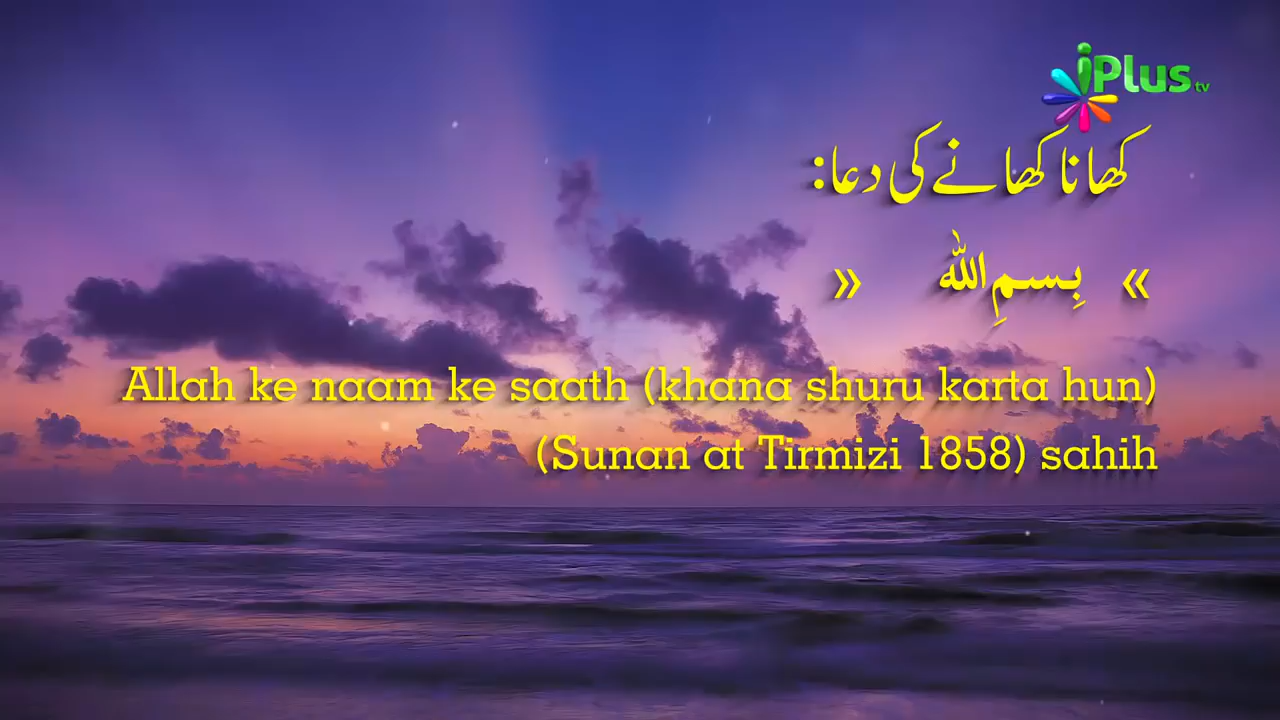 iPlus tv
کھانا کھانے کی دعا:
« بِسمِ الله »
Allah ke naam ke saath (khana shuru karta hun)
(Sunan at Tirmizi 1858) sahih